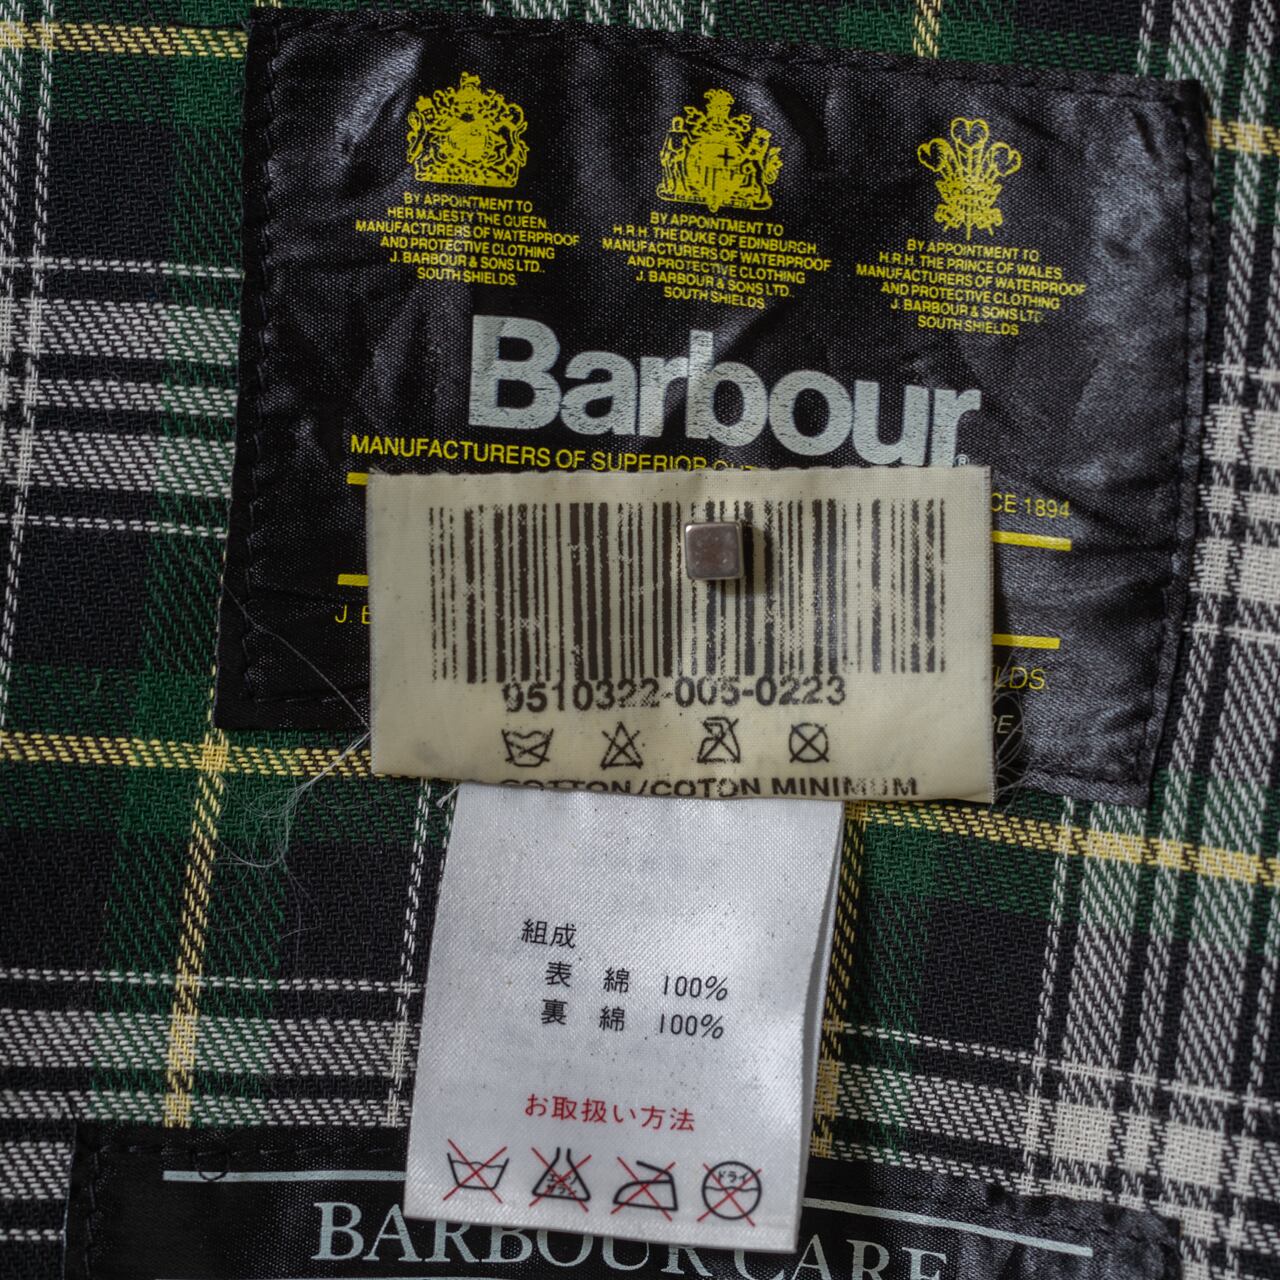 BY APPOINTMENT TO
HER MAJESTY THE QUEEN
MANUFACTURERS OF WATERPROOF
AND PROTECTIVE CLOTHING
J. BARBOUR & SONS LTD.,
SOUTH SHIELDS.
BY APPOINTMENT TO
H.R.H. THE DUKE OF EDINBURGH
MANUFACTURERS OF WATERPROOF
AND PROTECTIVE CLOTHING
J. BARBOUR & SONS LTD.,
SOUTH SHIELDS.
BY APPOINTMENT TO
H.R.H. THE PRINCE OF WALES
MANUFACTURERS OF WATERPROOF
AND PROTECTIVE CLOTHING
J. BARBOUR & SONS LTD
SOUTH SHIELDS
Barbour®
MANUFACTURERS OF SUPERIOR
1894
J.
9510322-005-0223
COTTON/COTON MINIMUM
組成
表 綿 100%
裏 綿 100%
お取扱い方法
ドライ
BARBOUR CARE